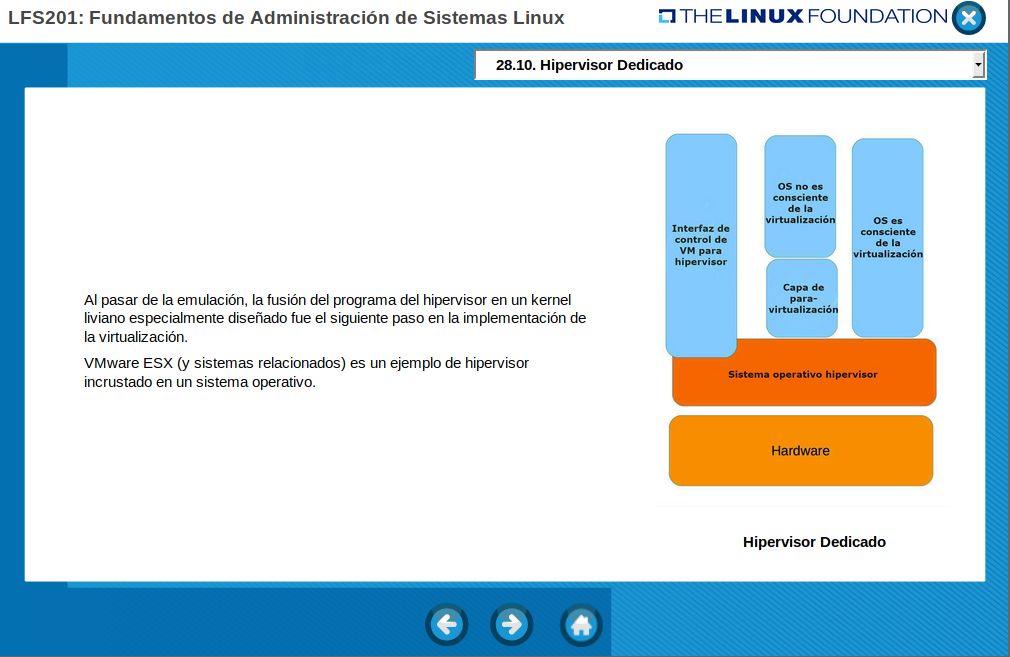 LFS201: Fundamentos de Administración de Sistemas Linux
THE LINUX FOUNDATION
28.10. Hipervisor Dedicado
Al pasar de la emulación, la fusión del programa del hipervisor en un kernel
liviano especialmente diseñado fue el siguiente paso en la implementación de
la virtualización.
VMware ESX (y sistemas relacionados) es un ejemplo de hipervisor
incrustado en un sistema operativo.
Interfaz de
control de
VM para
hipervisor
OS no es
consciente
de la
virtualización
Capa de
para-
virtualización
OS es
consciente
de la
virtualización
Sistema operativo hipervisor
Hardware
Hipervisor Dedicado